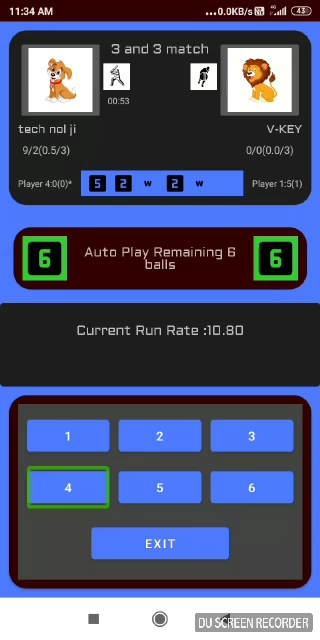 11:34 AM
...0.0KB/s 4G 43
3 and 3 match
00:53
tech nol ji
V-KEY
9/2(0.5/3)
0/0(0.0/3)
Player 4:0(0)*
5 2 w 2 w
Player 1:5(1)
6
Auto Play Remaining 6
balls
6
Current Run Rate :10.80
1 2 3
4 5 6
EXIT
DU SCREEN RECORDER